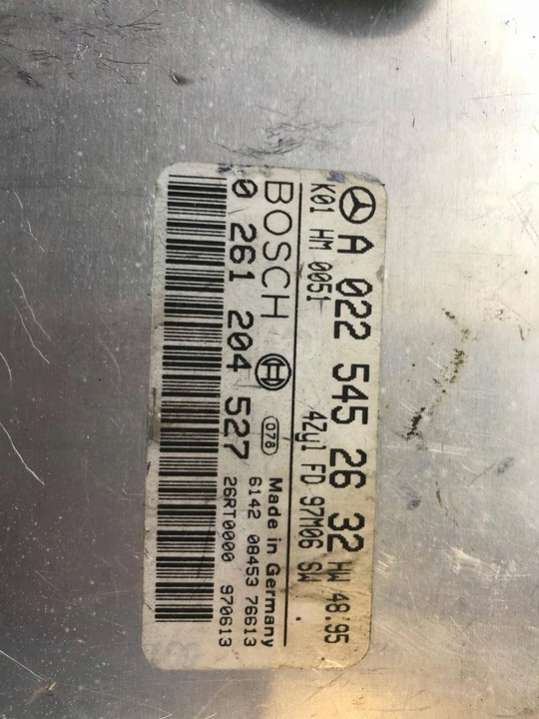 A 022 545 26 32 HW 48.95
K01 HM 0051 4Zyl FD 97M06 SW
BOSCH 078 Made in Germany
6142 08453 76613
0 261 204 527 26RT0000 970613